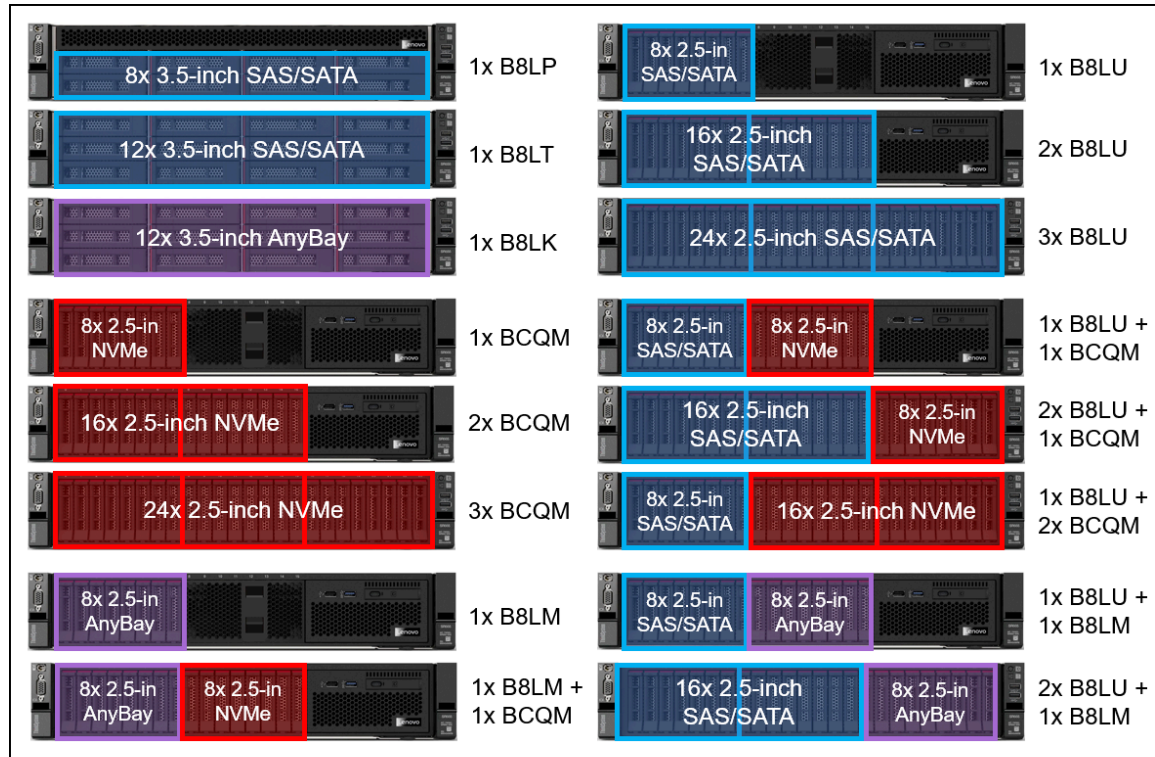 8x 3.5-inch SAS/SATA
1x B8LP
12x 3.5-inch SAS/SATA
1x B8LT
12x 3.5-inch AnyBay
1x B8LK
8x 2.5-in
SAS/SATA
1x B8LU
16x 2.5-inch
SAS/SATA
2x B8LU
24x 2.5-inch SAS/SATA
3x B8LU
8x 2.5-in
NVMe
1x BCQM
16x 2.5-inch NVMe
2x BCQM
24x 2.5-inch NVMe
3x BCQM
8x 2.5-in
SAS/SATA
8x 2.5-in
NVMe
1x B8LU +
1x BCQM
16x 2.5-inch
SAS/SATA
8x 2.5-in
NVMe
2x B8LU +
1x BCQM
8x 2.5-in
SAS/SATA
16x 2.5-inch NVMe
1x B8LU +
2x BCQM
8x 2.5-in
AnyBay
1x B8LM
8x 2.5-in
AnyBay
8x 2.5-in
NVMe
1x B8LM +
1x BCQM
8x 2.5-in
SAS/SATA
8x 2.5-in
AnyBay
1x B8LU +
1x B8LM
16x 2.5-inch
SAS/SATA
8x 2.5-in
AnyBay
2x B8LU +
1x B8LM